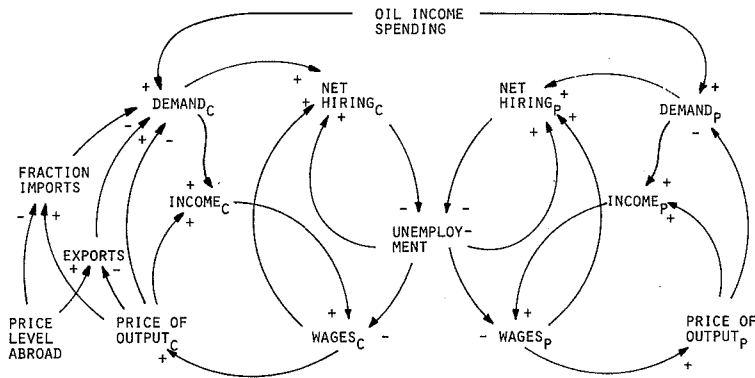 OIL INCOME
SPENDING
+
+
DEMAND_C
+
+
+
NET
HIRING_C
NET
HIRING_P
+
+
+
DEMAND_P
-
+
-
-
FRACTION
IMPORTS
-
+
+
INCOME_C
+
-
-
UNEMPLOY-
MENT
+
INCOME_P
+
EXPORTS
+
-
PRICE
LEVEL
ABROAD
PRICE OF
OUTPUT_C
+
+
WAGES_C
-
+
-
WAGES_P
PRICE OF
OUTPUT_P
+